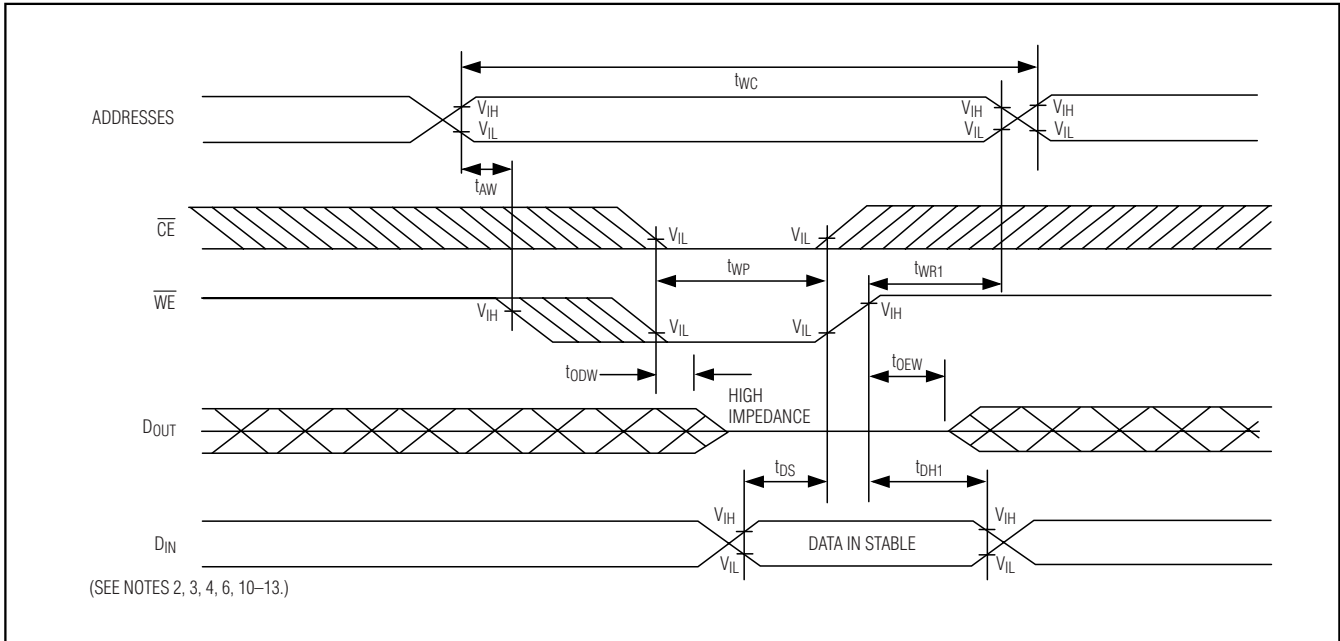 tWC
ADDRESSES
VIH
VIL
VIH
VIL
VIH
VIL
tAW
CE
VIL
VIL
tWP
tWR1
WE
VIH
VIL
VIL
VIH
tODW
tOEW
HIGH
IMPEDANCE
DOUT
tDS
tDH1
VIH
VIH
DIN
DATA IN STABLE
VIL
VIL
(SEE NOTES 2, 3, 4, 6, 10–13.)